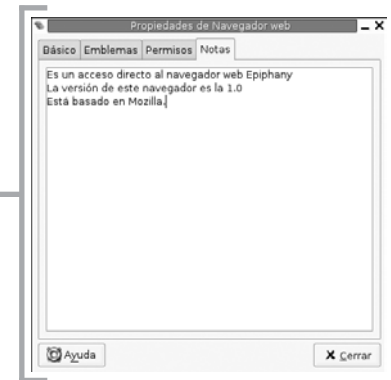 Propiedades de Navegador web
Básico Emblemas Permisos Notas
Es un acceso directo al navegador web Epiphany
La versión de este navegador es la 1.0
Está basado en Mozilla.
Ayuda Cerrar